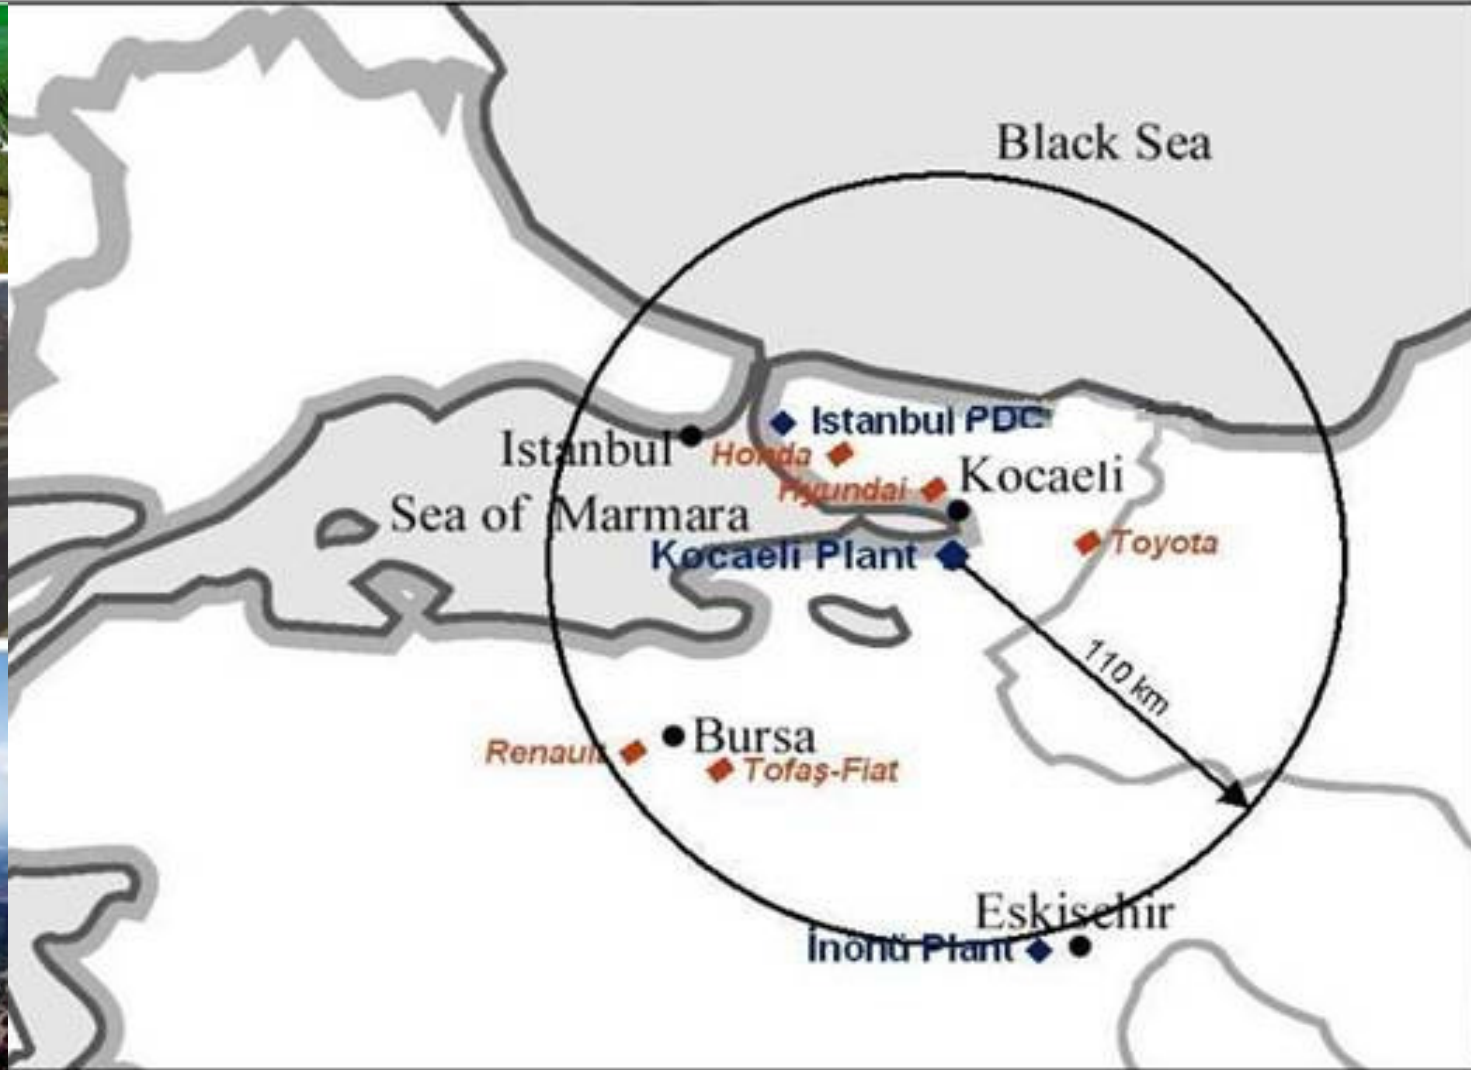 Black Sea
Istanbul PDC
Istanbul
Honda
Kocaeli
Hyundai
Sea of Marmara
Kocaeli Plant
Toyota
110 km
Bursa
Renault
Tofaş-Fiat
Eskisehir
İnönü Plant